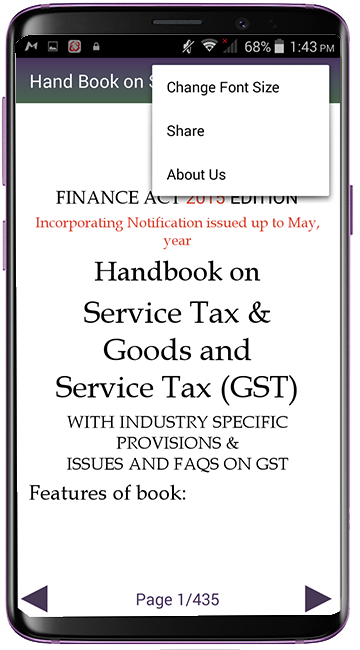 68% 1:43 PM
Hand Book on S
Change Font Size
Share
About Us
FINANCE ACT 2015 EDITION
Incorporating Notification issued up to May,
year
Handbook on
Service Tax &
Goods and
Service Tax (GST)
WITH INDUSTRY SPECIFIC
PROVISIONS &
ISSUES AND FAQS ON GST
Features of book:
Page 1/435